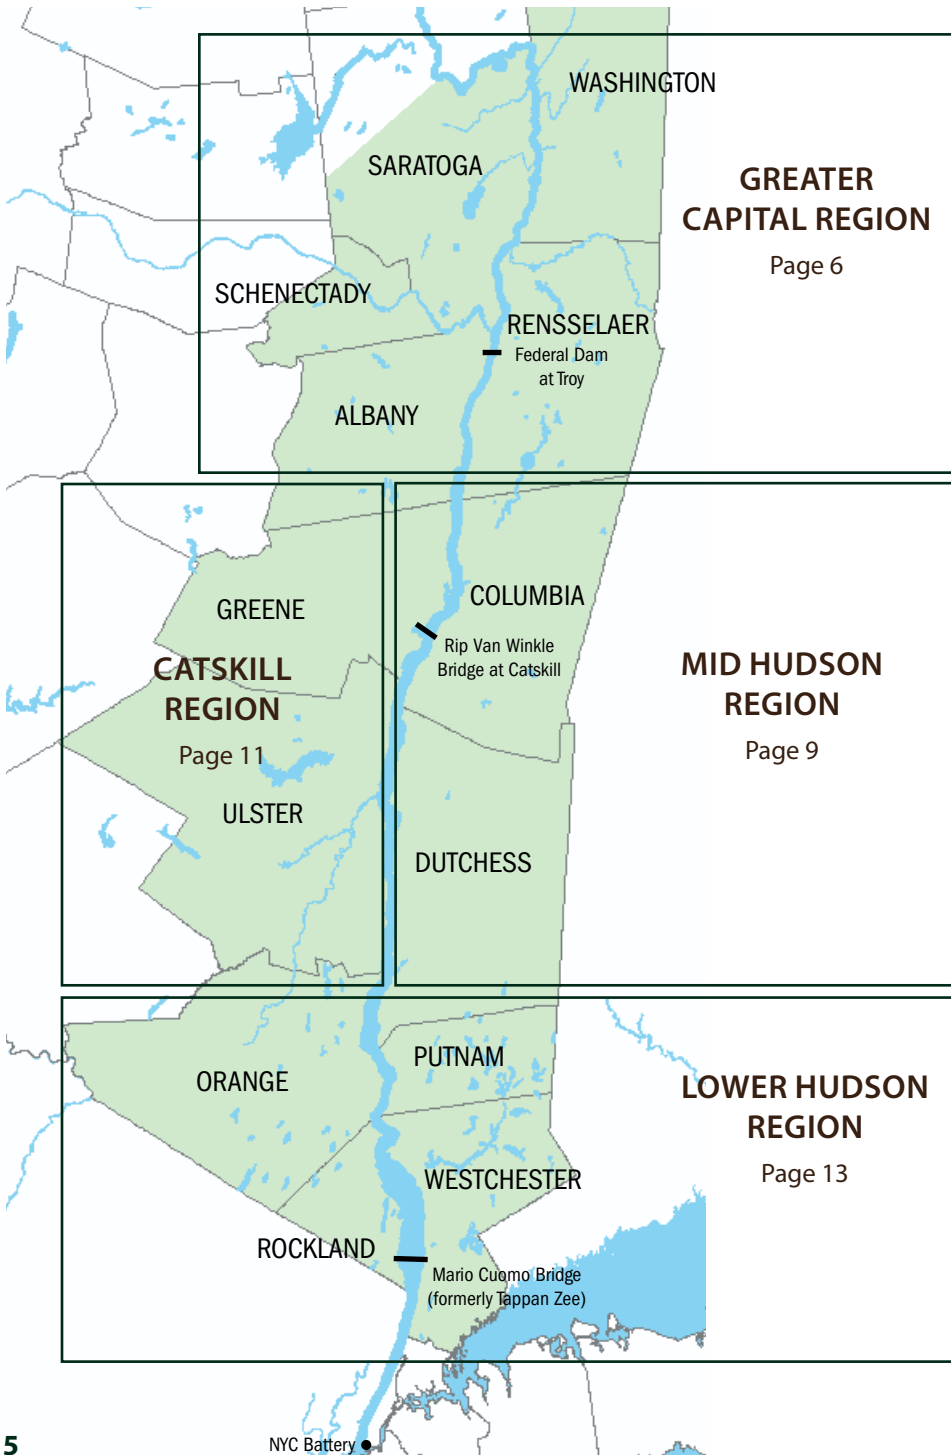 WASHINGTON
SARATOGA
GREATER
CAPITAL REGION
Page 6
SCHENECTADY
RENSSELAER
Federal Dam
at Troy
ALBANY
GREENE
COLUMBIA
Rip Van Winkle
Bridge at Catskill
CATSKILL
REGION
Page 11
MID HUDSON
REGION
Page 9
ULSTER
DUTCHESS
ORANGE
PUTNAM
LOWER HUDSON
REGION
Page 13
WESTCHESTER
ROCKLAND
Mario Cuomo Bridge
(formerly Tappan Zee)
NYC Battery
5